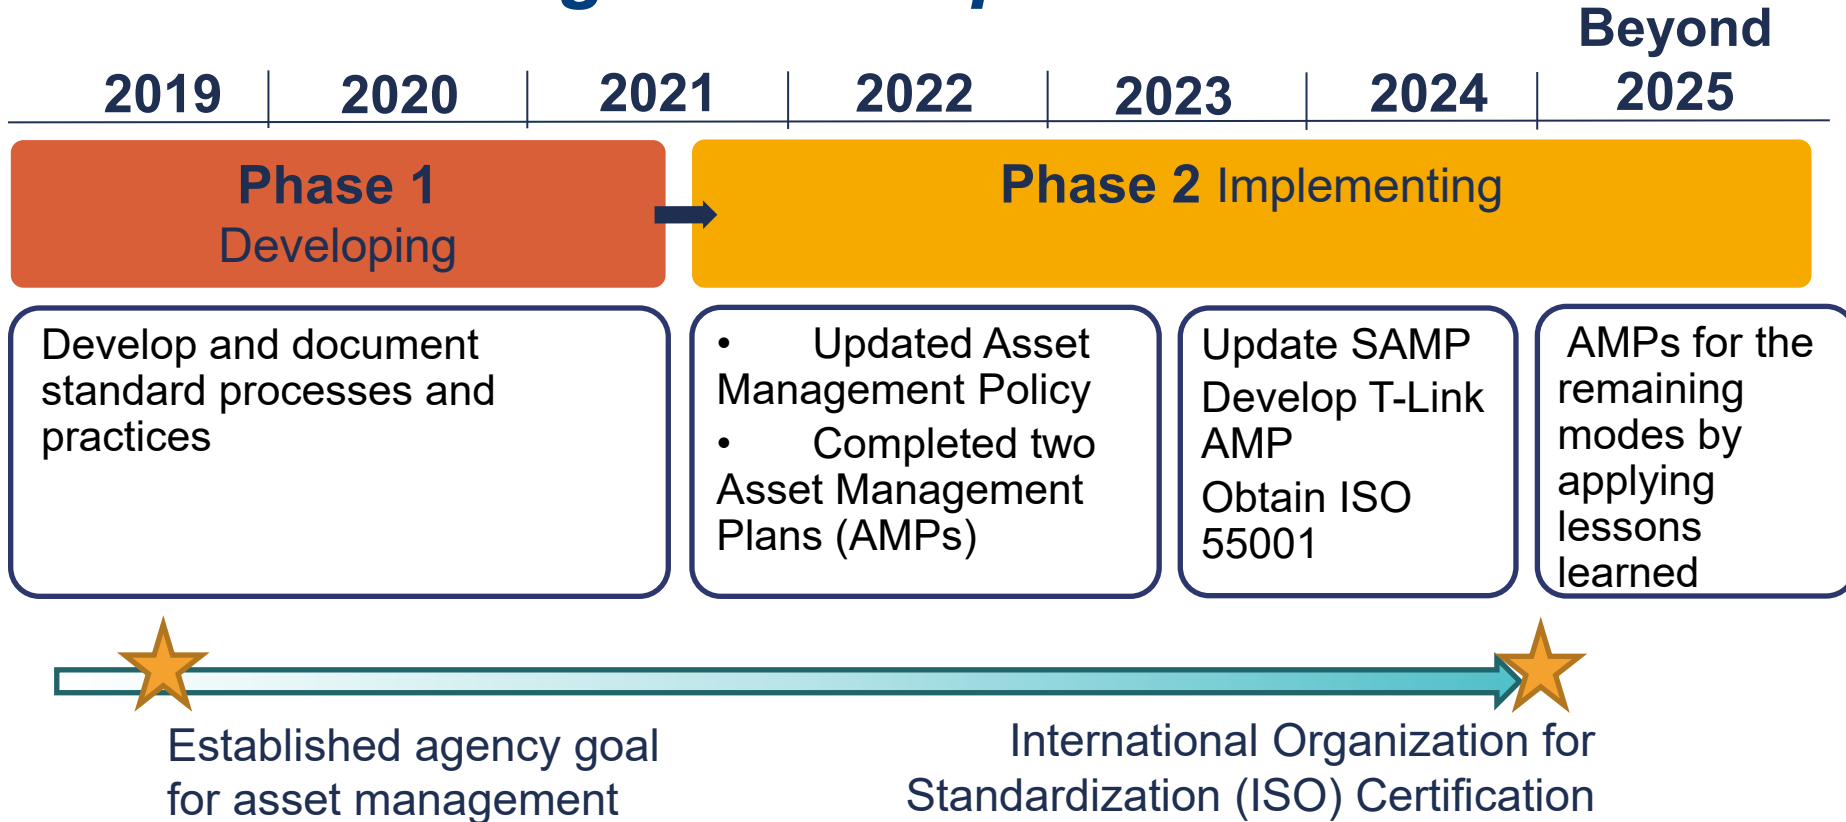 Beyond
2019 2020 2021 2022 2023 2024 2025
Phase 1
Developing
Phase 2 Implementing
Develop and document
standard processes and
practices
• Updated Asset
Management Policy
• Completed two
Asset Management
Plans (AMPs)
Update SAMP
Develop T-Link
AMP
Obtain ISO
55001
AMPs for the
remaining
modes by
applying
lessons
learned
Established agency goal
for asset management
International Organization for
Standardization (ISO) Certification